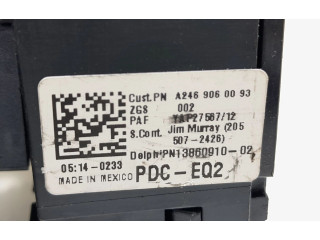 Cust.PN A246 906 00 93
ZGS 002
PAF TAP27587/12
S.Cont. Jim Murray (205
507-2426)
Delphi PN13860910-02
05:14-0233
MADE IN MEXICO
PDC-EQ2